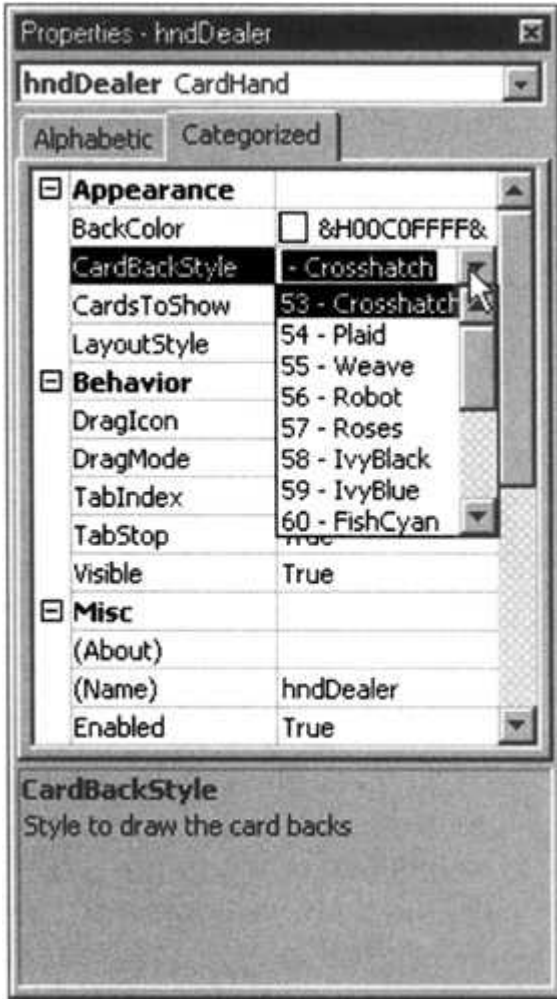 Properties - hndDealer
hndDealer CardHand
Alphabetic Categorized
Appearance
BackColor &H00C0FFFF&
CardBackStyle - Crosshatch
CardsToShow 53 - Crosshatch
54 - Plaid
LayoutStyle
55 - Weave
Behavior
56 - Robot
DragIcon 57 - Roses
DragMode 58 - IvyBlack
TabIndex 59 - IvyBlue
60 - FishCyan
TabStop True
Visible True
Misc
(About)
(Name) hndDealer
Enabled True
CardBackStyle
Style to draw the card backs